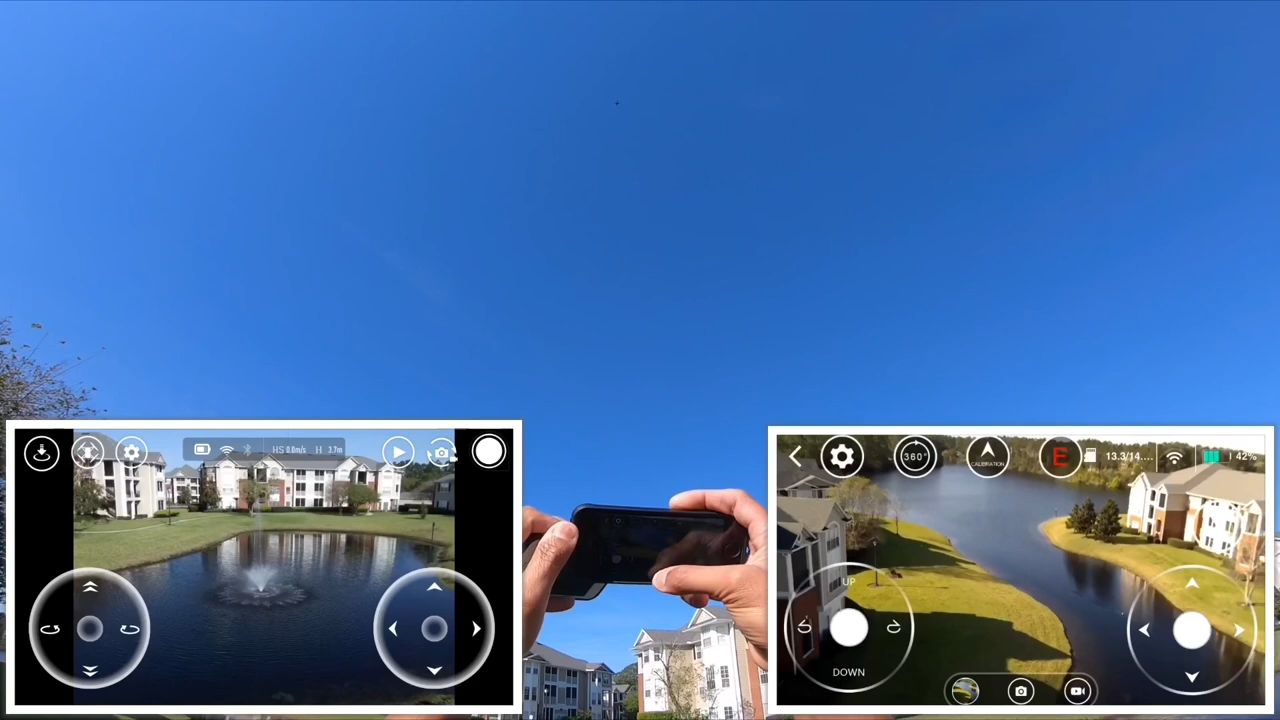 HS 0.0m/s H 3.7m
360°
CALIBRATION
E
13.3/14....
42%
UP
DOWN